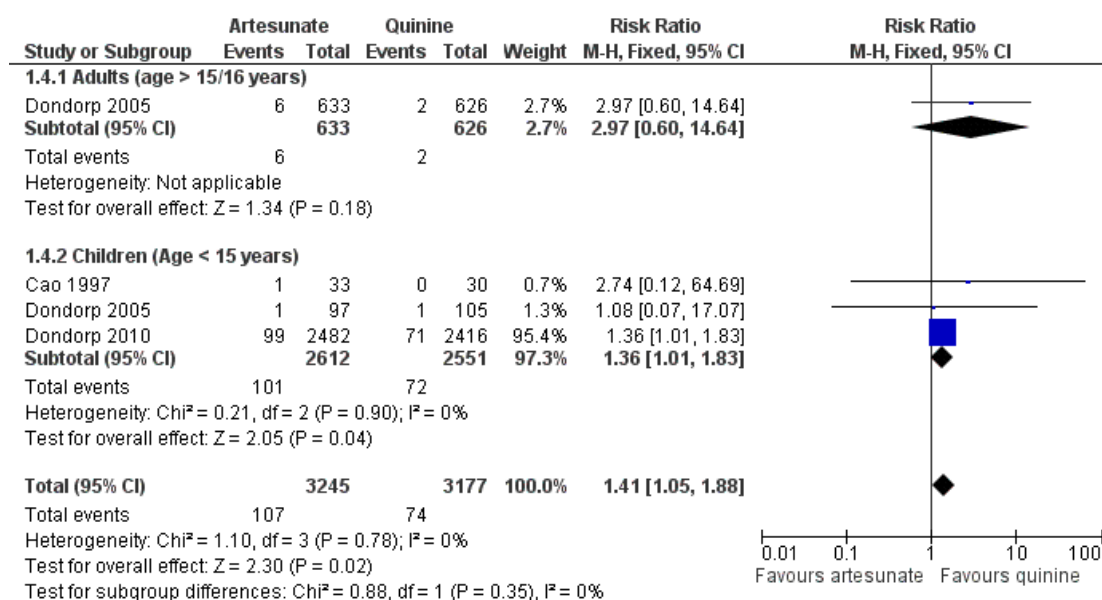 Artesunate Quinine Risk Ratio Risk Ratio
Study or Subgroup Events Total Events Total Weight M-H, Fixed, 95% CI M-H, Fixed, 95% CI
1.4.1 Adults (age > 15/16 years)
Dondorp 2005 6 633 2 626 2.7% 2.97 [0.60, 14.64]
Subtotal (95% CI) 633 626 2.7% 2.97 [0.60, 14.64]
Total events 6 2
Heterogeneity: Not applicable
Test for overall effect: Z = 1.34 (P = 0.18)
1.4.2 Children (Age < 15 years)
Cao 1997 1 33 0 30 0.7% 2.74 [0.12, 64.69]
Dondorp 2005 1 97 1 105 1.3% 1.08 [0.07, 17.07]
Dondorp 2010 99 2482 71 2416 95.4% 1.36 [1.01, 1.83]
Subtotal (95% CI) 2612 2551 97.3% 1.36 [1.01, 1.83]
Total events 101 72
Heterogeneity: Chi² = 0.21, df = 2 (P = 0.90); I² = 0%
Test for overall effect: Z = 2.05 (P = 0.04)
Total (95% CI) 3245 3177 100.0% 1.41 [1.05, 1.88]
Total events 107 74
Heterogeneity: Chi² = 1.10, df = 3 (P = 0.78); I² = 0%
Test for overall effect: Z = 2.30 (P = 0.02)
Test for subgroup differences: Chi² = 0.88, df = 1 (P = 0.35), I² = 0%
0.01 0.1 1 10 100
Favours artesunate Favours quinine